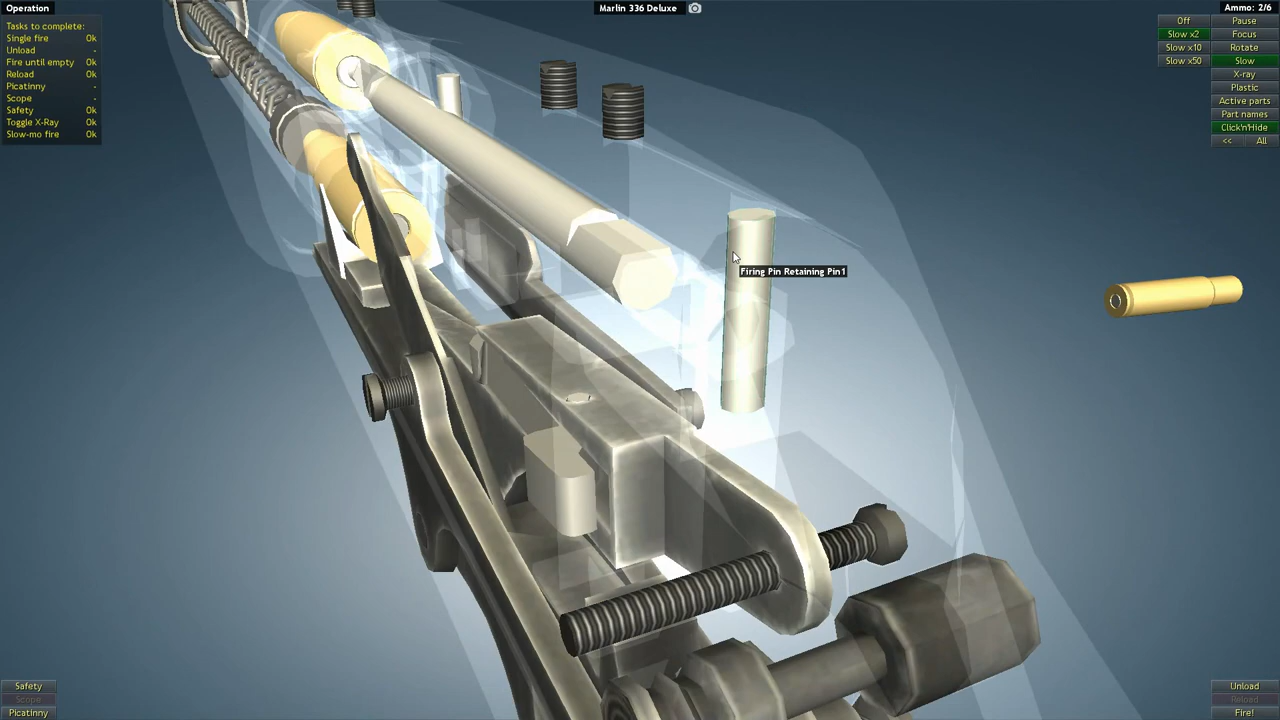 Operation
Tasks to complete:
Single fire Ok
Unload -
Fire until empty Ok
Reload Ok
Picatinny -
Scope -
Safety Ok
Toggle X-Ray Ok
Slow-mo fire Ok
Marlin 336 Deluxe
Ammo: 2/6
Off Pause
Slow x2 Focus
Slow x10 Rotate
Slow x50 Slow
X-ray
Plastic
Active parts
Part names
Click'n'Hide
<< All
Firing Pin Retaining Pin1
Safety
Scope
Picatinny
Unload
Reload
Fire!